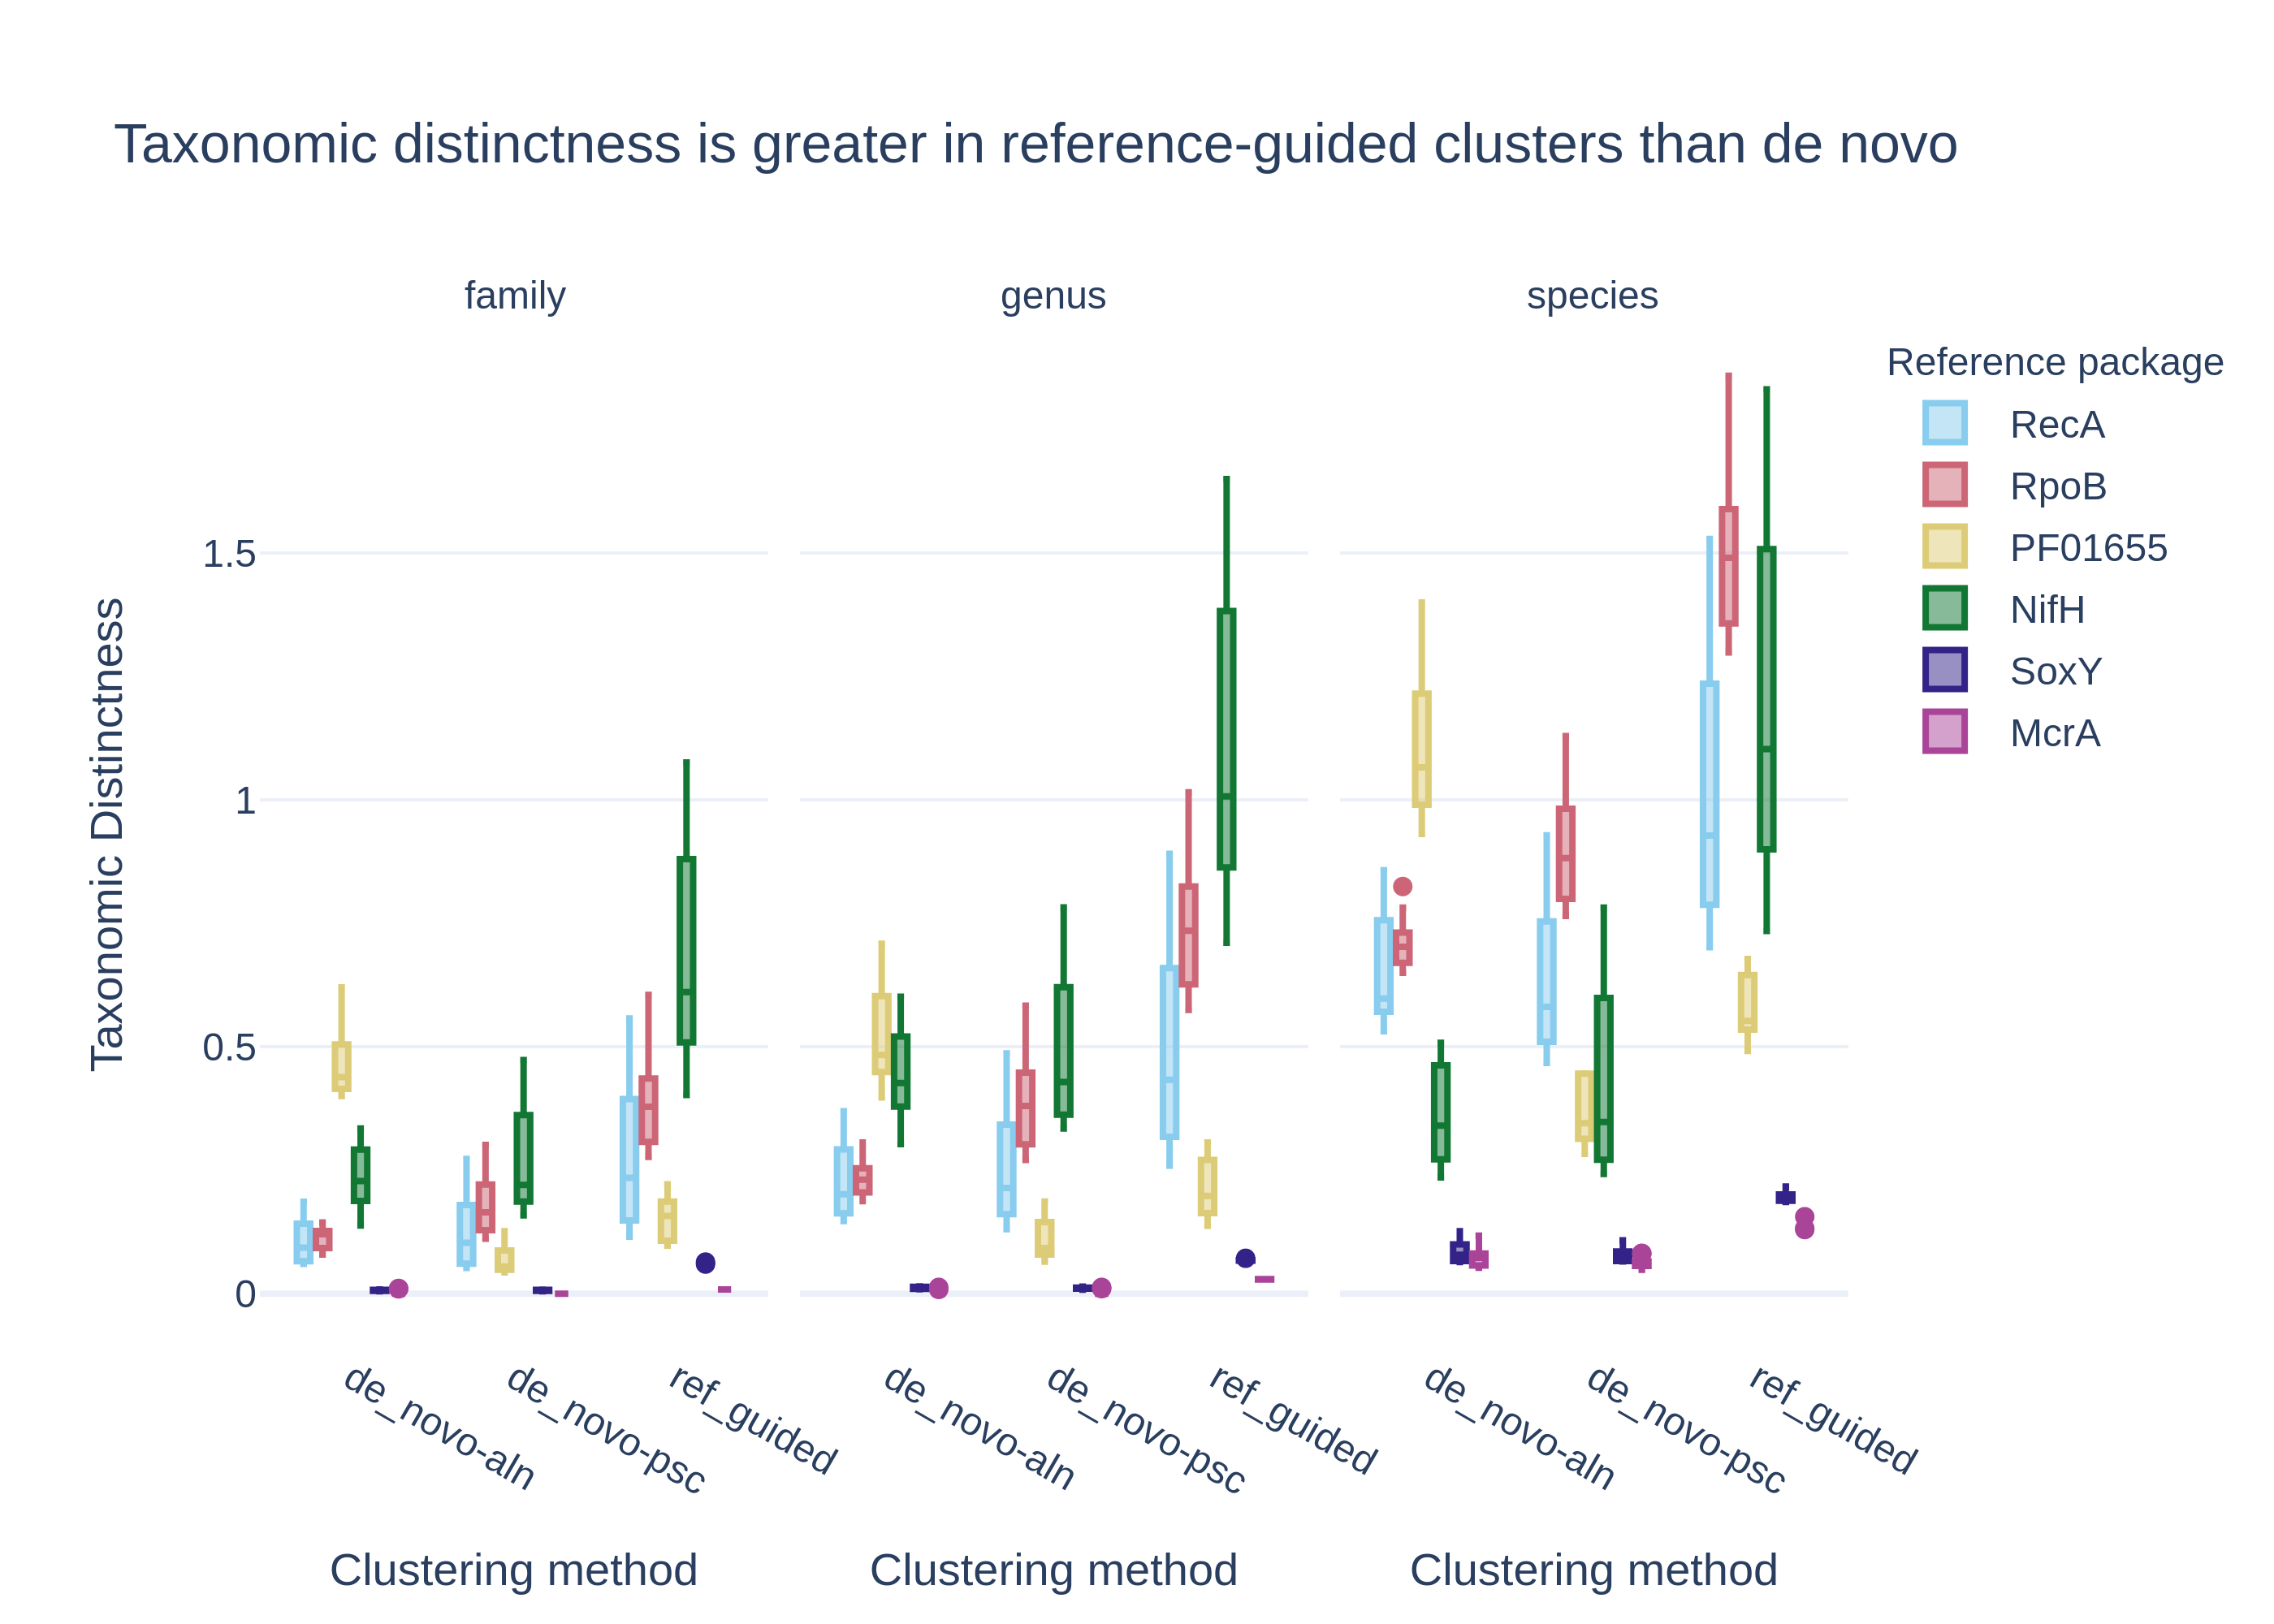 Taxonomic distinctness is greater in reference-guided clusters than de novo
family
genus
species
Reference package
RecA
RpoB
PF01655
NifH
SoxY
McrA
Taxonomic Distinctness
1.5
1
0.5
0
de_novo-aln
de_novo-psc
ref_guided
de_novo-aln
de_novo-psc
ref_guided
de_novo-aln
de_novo-psc
ref_guided
Clustering method
Clustering method
Clustering method